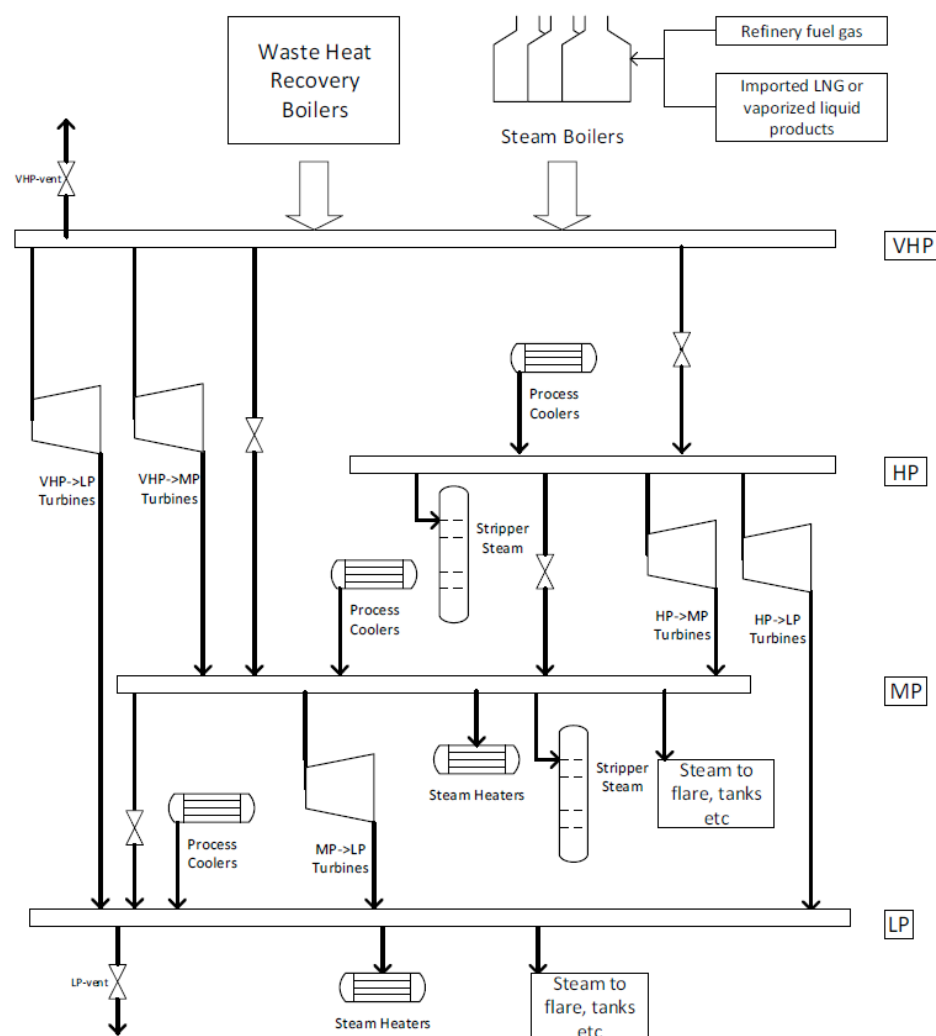 Waste Heat
Recovery
Boilers
Steam Boilers
Refinery fuel gas
Imported LNG or
vaporized liquid
products
VHP-vent
VHP
Process
Coolers
HP
VHP->LP
Turbines
VHP->MP
Turbines
Stripper
Steam
Process
Coolers
HP->MP
Turbines
HP->LP
Turbines
MP
Steam Heaters
Stripper
Steam
Steam to
flare, tanks
etc
Process
Coolers
MP->LP
Turbines
LP
LP-vent
Steam Heaters
Steam to
flare, tanks
etc